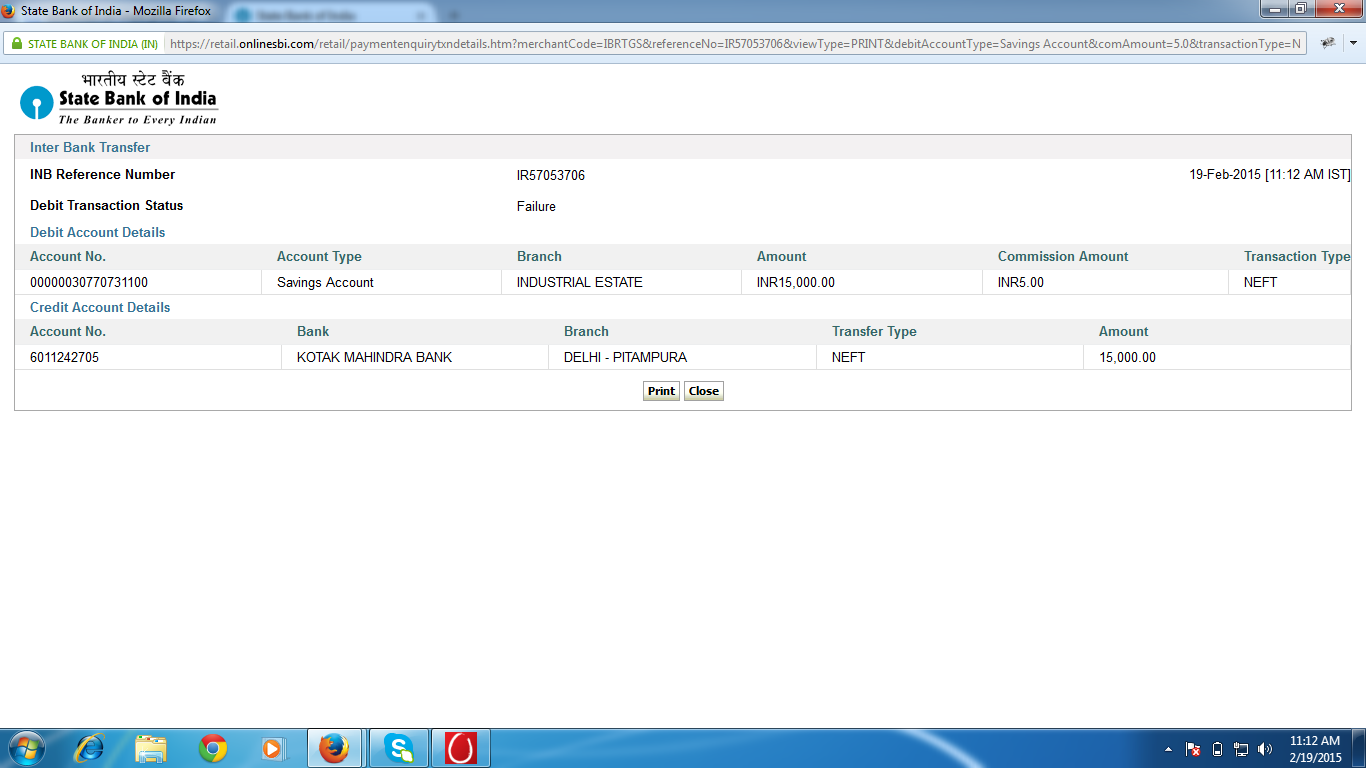 State Bank of India - Mozilla Firefox
State Bank of India
STATE BANK OF INDIA (IN) https://retail.onlinesbi.com/retail/paymentenquirytxndetails.htm?merchantCode=IBRTGS&referenceNo=IR57053706&viewType=PRINT&debitAccountType=Savings Account&comAmount=5.0&transactionType=N
भारतीय स्टेट बैंक
State Bank of India
The Banker to Every Indian
Inter Bank Transfer
INB Reference Number IR57053706 19-Feb-2015 [11:12 AM IST]
Debit Transaction Status Failure
Debit Account Details
Account No. Account Type Branch Amount Commission Amount Transaction Type
00000030770731100 Savings Account INDUSTRIAL ESTATE INR15,000.00 INR5.00 NEFT
Credit Account Details
Account No. Bank Branch Transfer Type Amount
6011242705 KOTAK MAHINDRA BANK DELHI - PITAMPURA NEFT 15,000.00
Print Close
11:12 AM
2/19/2015